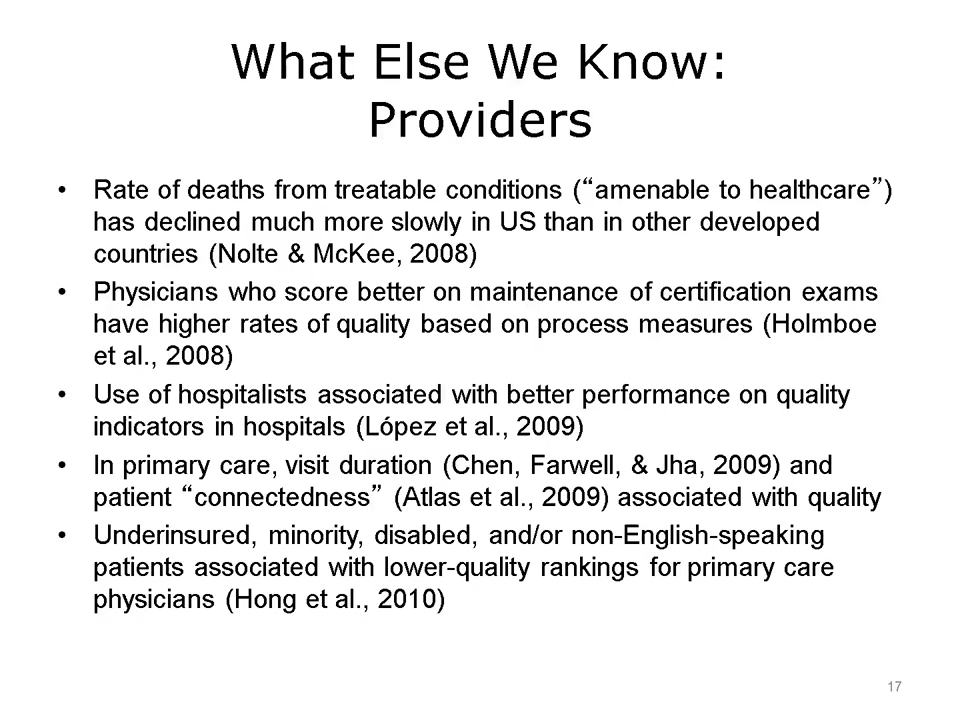 What Else We Know:
Providers
• Rate of deaths from treatable conditions (“amenable to healthcare”)
has declined much more slowly in US than in other developed
countries (Nolte & McKee, 2008)
• Physicians who score better on maintenance of certification exams
have higher rates of quality based on process measures (Holmboe
et al., 2008)
• Use of hospitalists associated with better performance on quality
indicators in hospitals (López et al., 2009)
• In primary care, visit duration (Chen, Farwell, & Jha, 2009) and
patient “connectedness” (Atlas et al., 2009) associated with quality
• Underinsured, minority, disabled, and/or non-English-speaking
patients associated with lower-quality rankings for primary care
physicians (Hong et al., 2010)
17